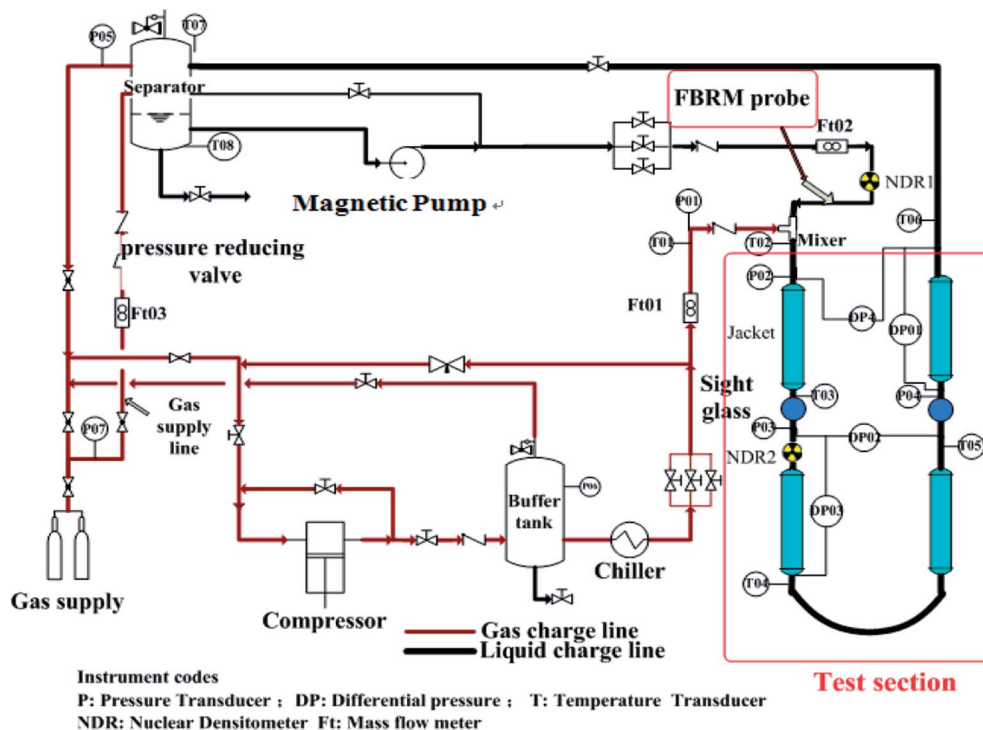 P05
T07
Separator
FBRM probe
Ft02
T08
NDR1
Magnetic Pump
P01
T06
pressure reducing
valve
T01
T02
Mixer
P02
Ft03
Ft01
DP4
DP01
Jacket
Sight
glass
T03
P04
Gas
supply
line
P03
DP02
P07
T05
NDR2
Buffer
tank
P06
DP03
Chiller
T04
Gas supply
Compressor
Gas charge line
Liquid charge line
Test section
Instrument codes
P: Pressure Transducer ; DP: Differential pressure ; T: Temperature Transducer
NDR: Nuclear Densitometer Ft: Mass flow meter